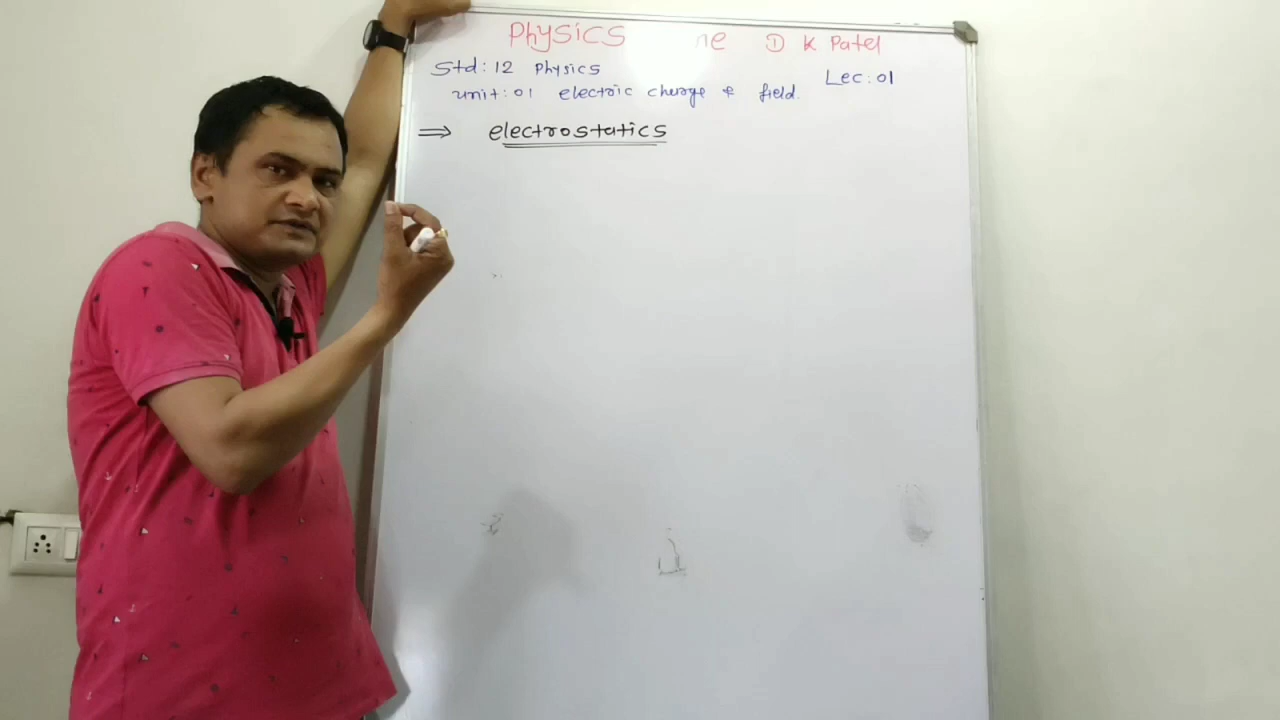 Physics ne D K Patel
Std: 12 Physics
Lec: 01
unit: 01 electric charge & field.
⇒ electrostatics